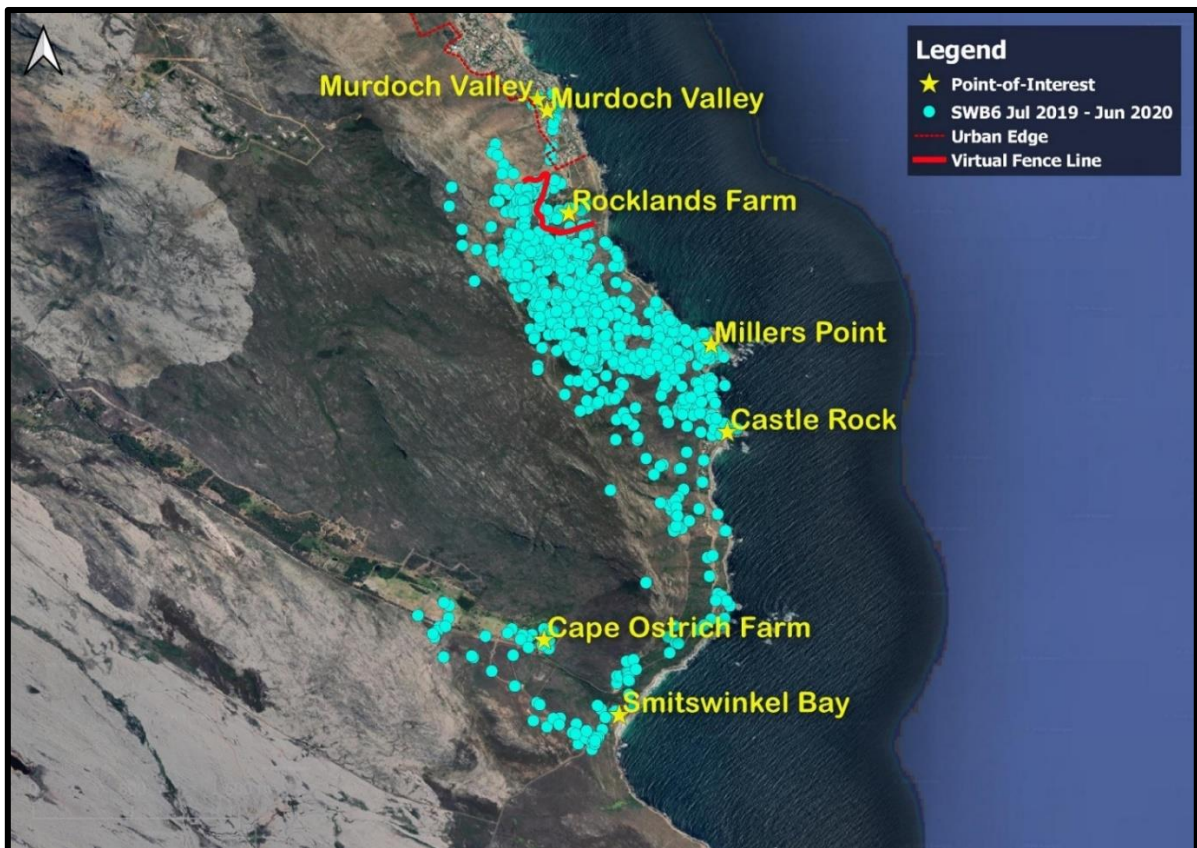 Legend
Point-of-Interest
SWB6 Jul 2019 - Jun 2020
Urban Edge
Virtual Fence Line
Murdoch Valley
Murdoch Valley
Rocklands Farm
Millers Point
Castle Rock
Cape Ostrich Farm
Smitswinkel Bay